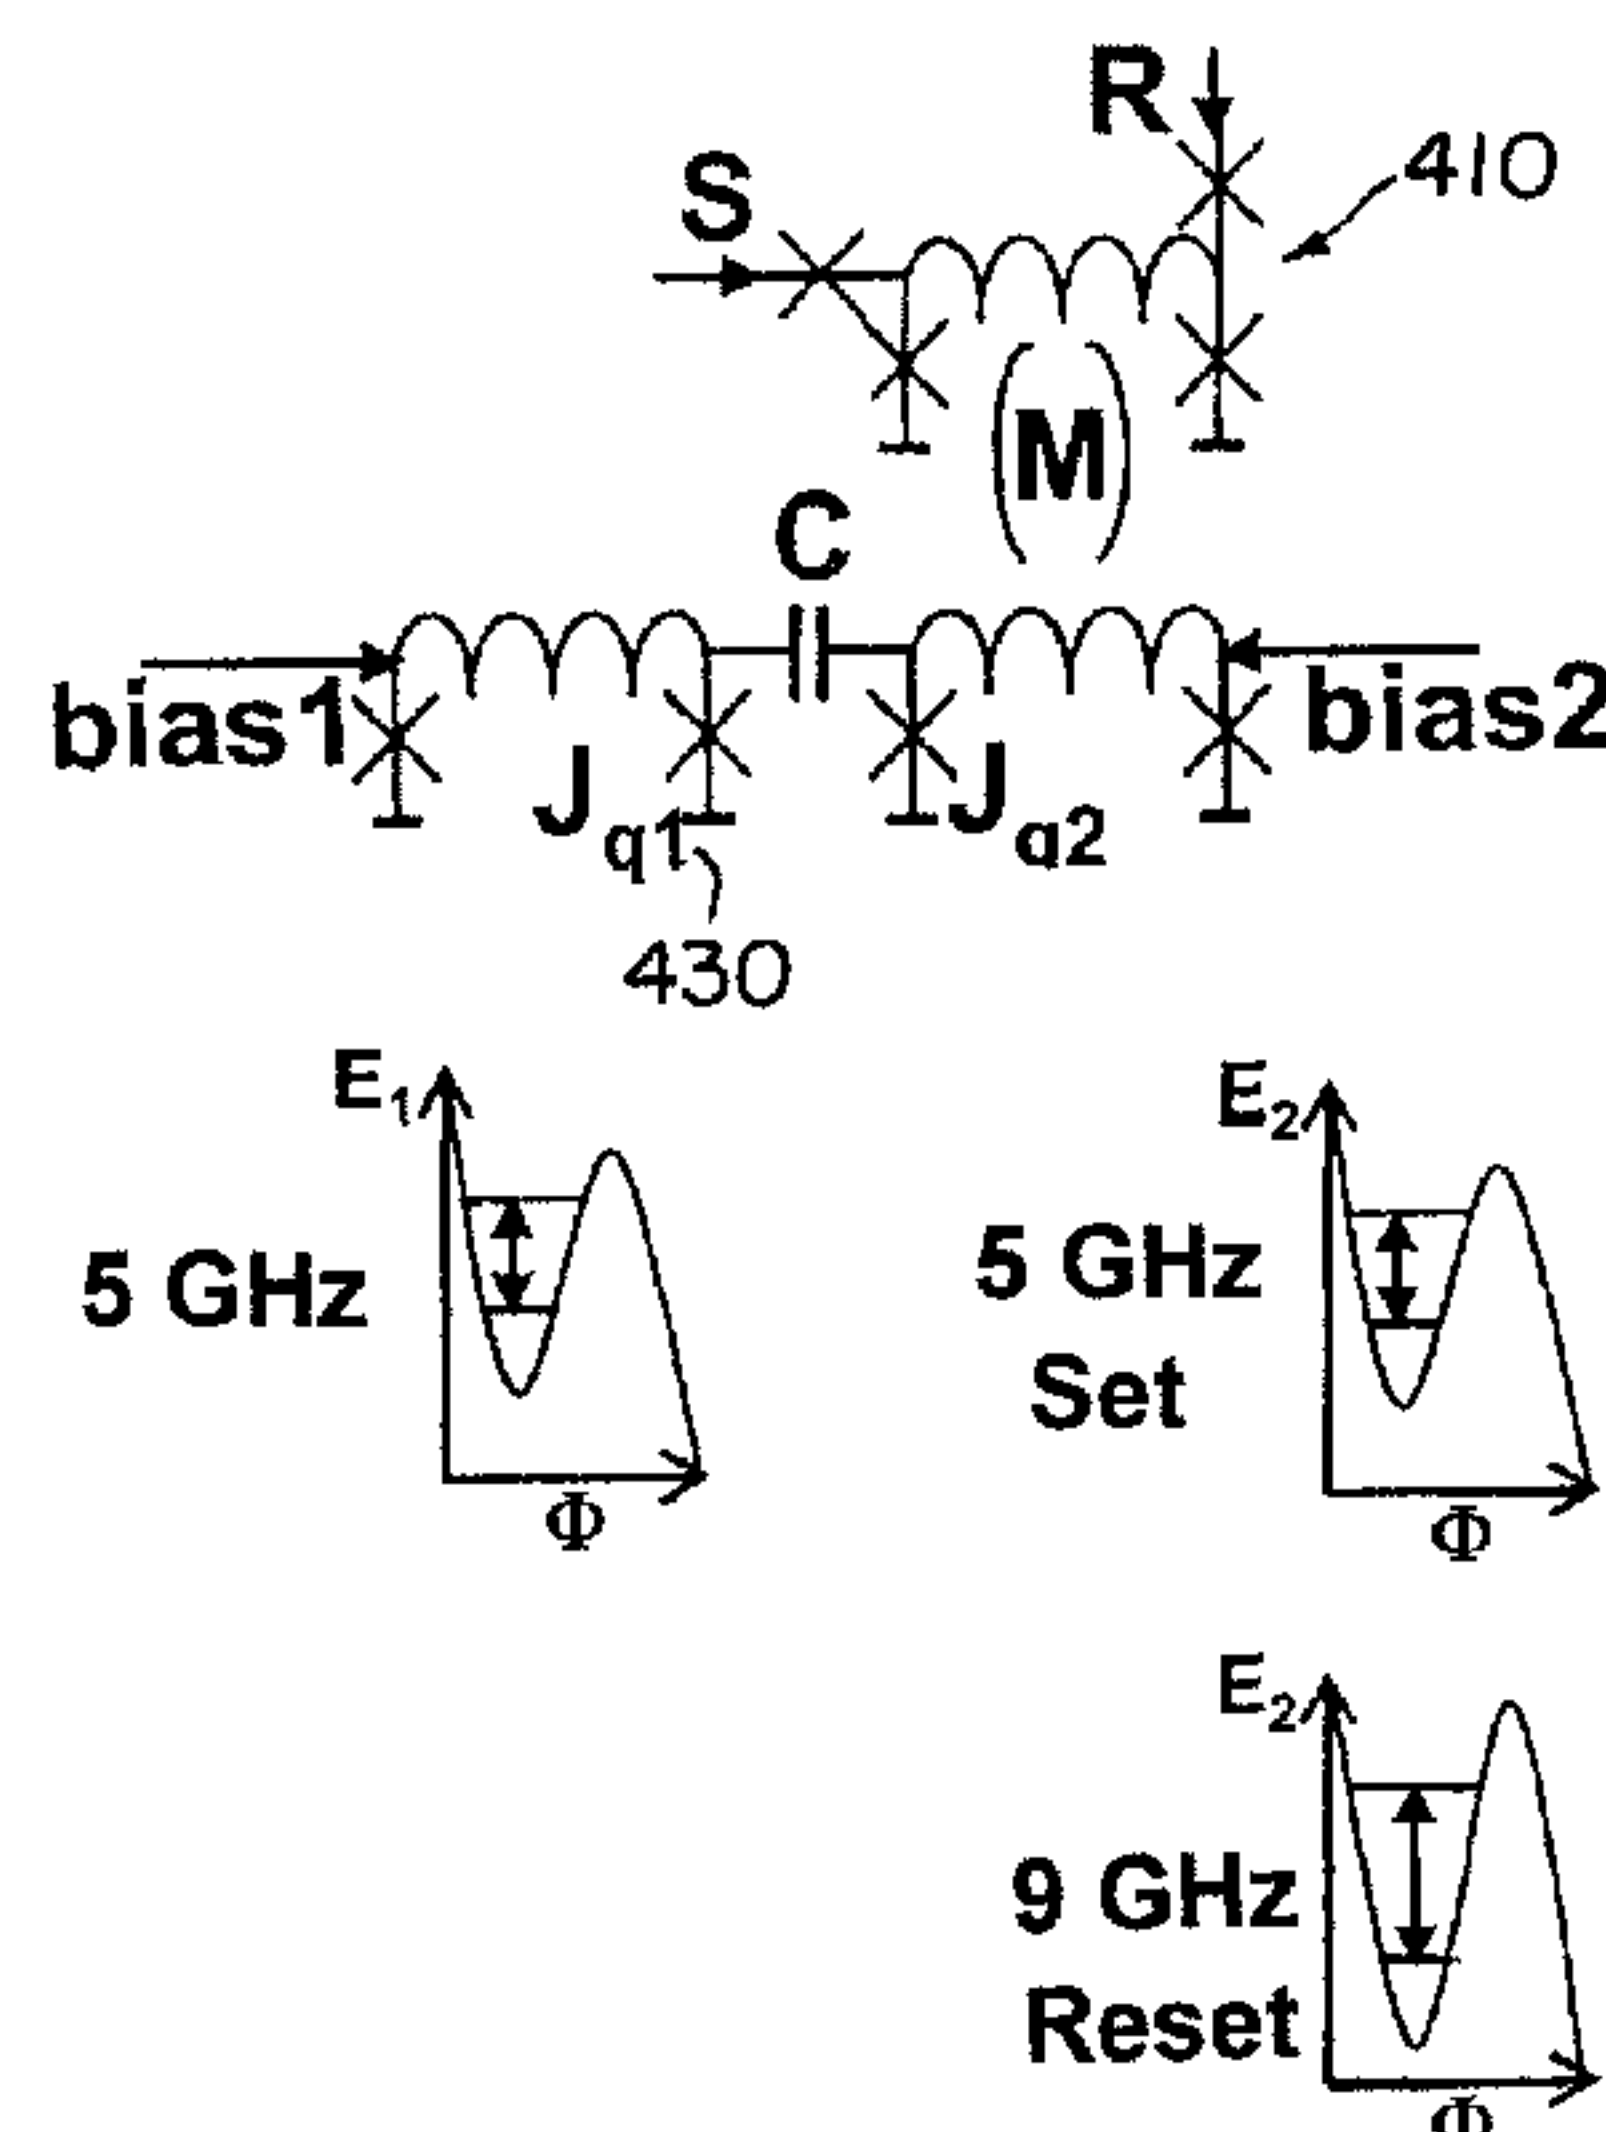 R
410
S
(M)
C
bias1
bias2
Jq1
Jq2
430
E1
E2
5 GHz
5 GHz
Set
Φ
Φ
E2
9 GHz
Reset
Φ